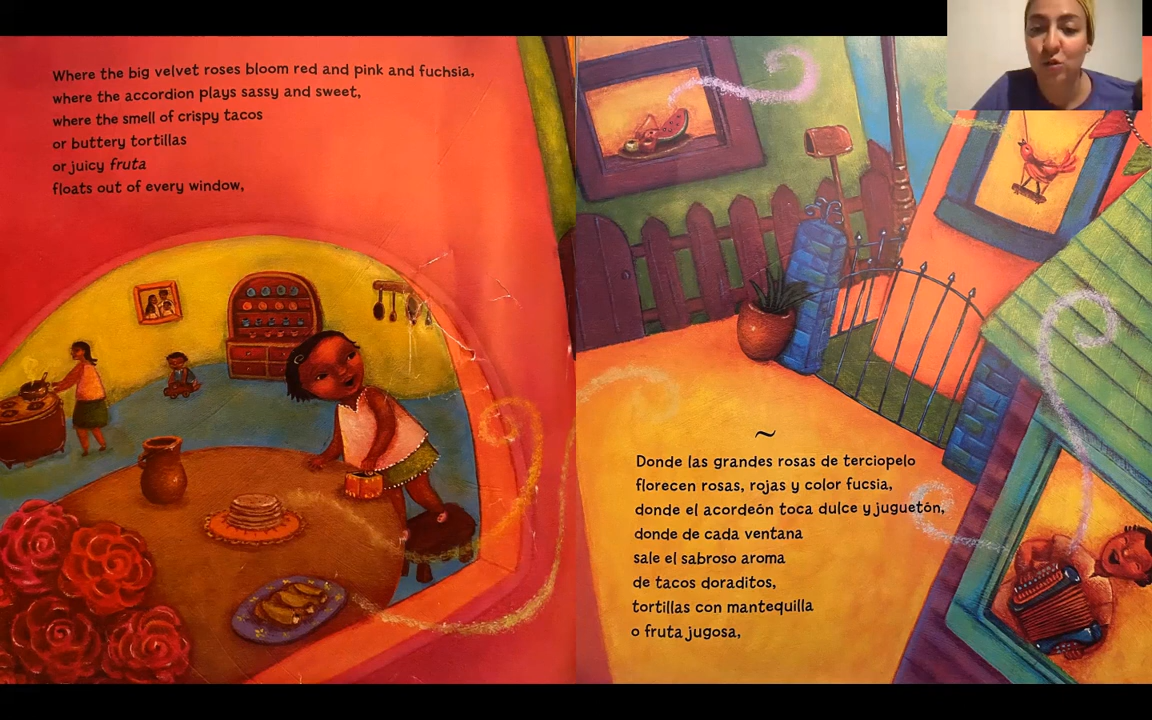 Where the big velvet roses bloom red and pink and fuchsia,
where the accordion plays sassy and sweet,
where the smell of crispy tacos
or buttery tortillas
or juicy fruta
floats out of every window,
~
Donde las grandes rosas de terciopelo
florecen rosas, rojas y color fucsia,
donde el acordeón toca dulce y juguetón,
donde de cada ventana
sale el sabroso aroma
de tacos doraditos,
tortillas con mantequilla
o fruta jugosa,